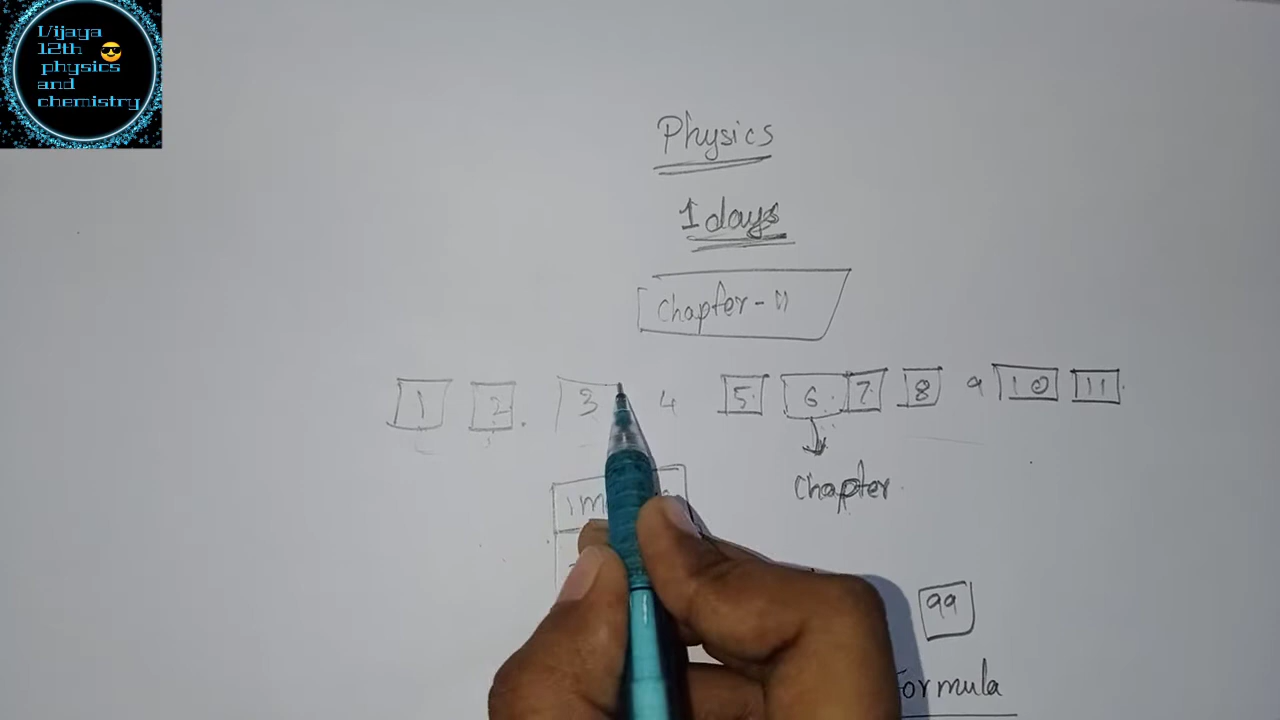 Vijaya
12th 😎
physics
and
chemistry
Physics
1 days
Chapter - 11
1 2. 3 4 5. 6. 7. 8 9 10 11.
Chapter
99
Formula